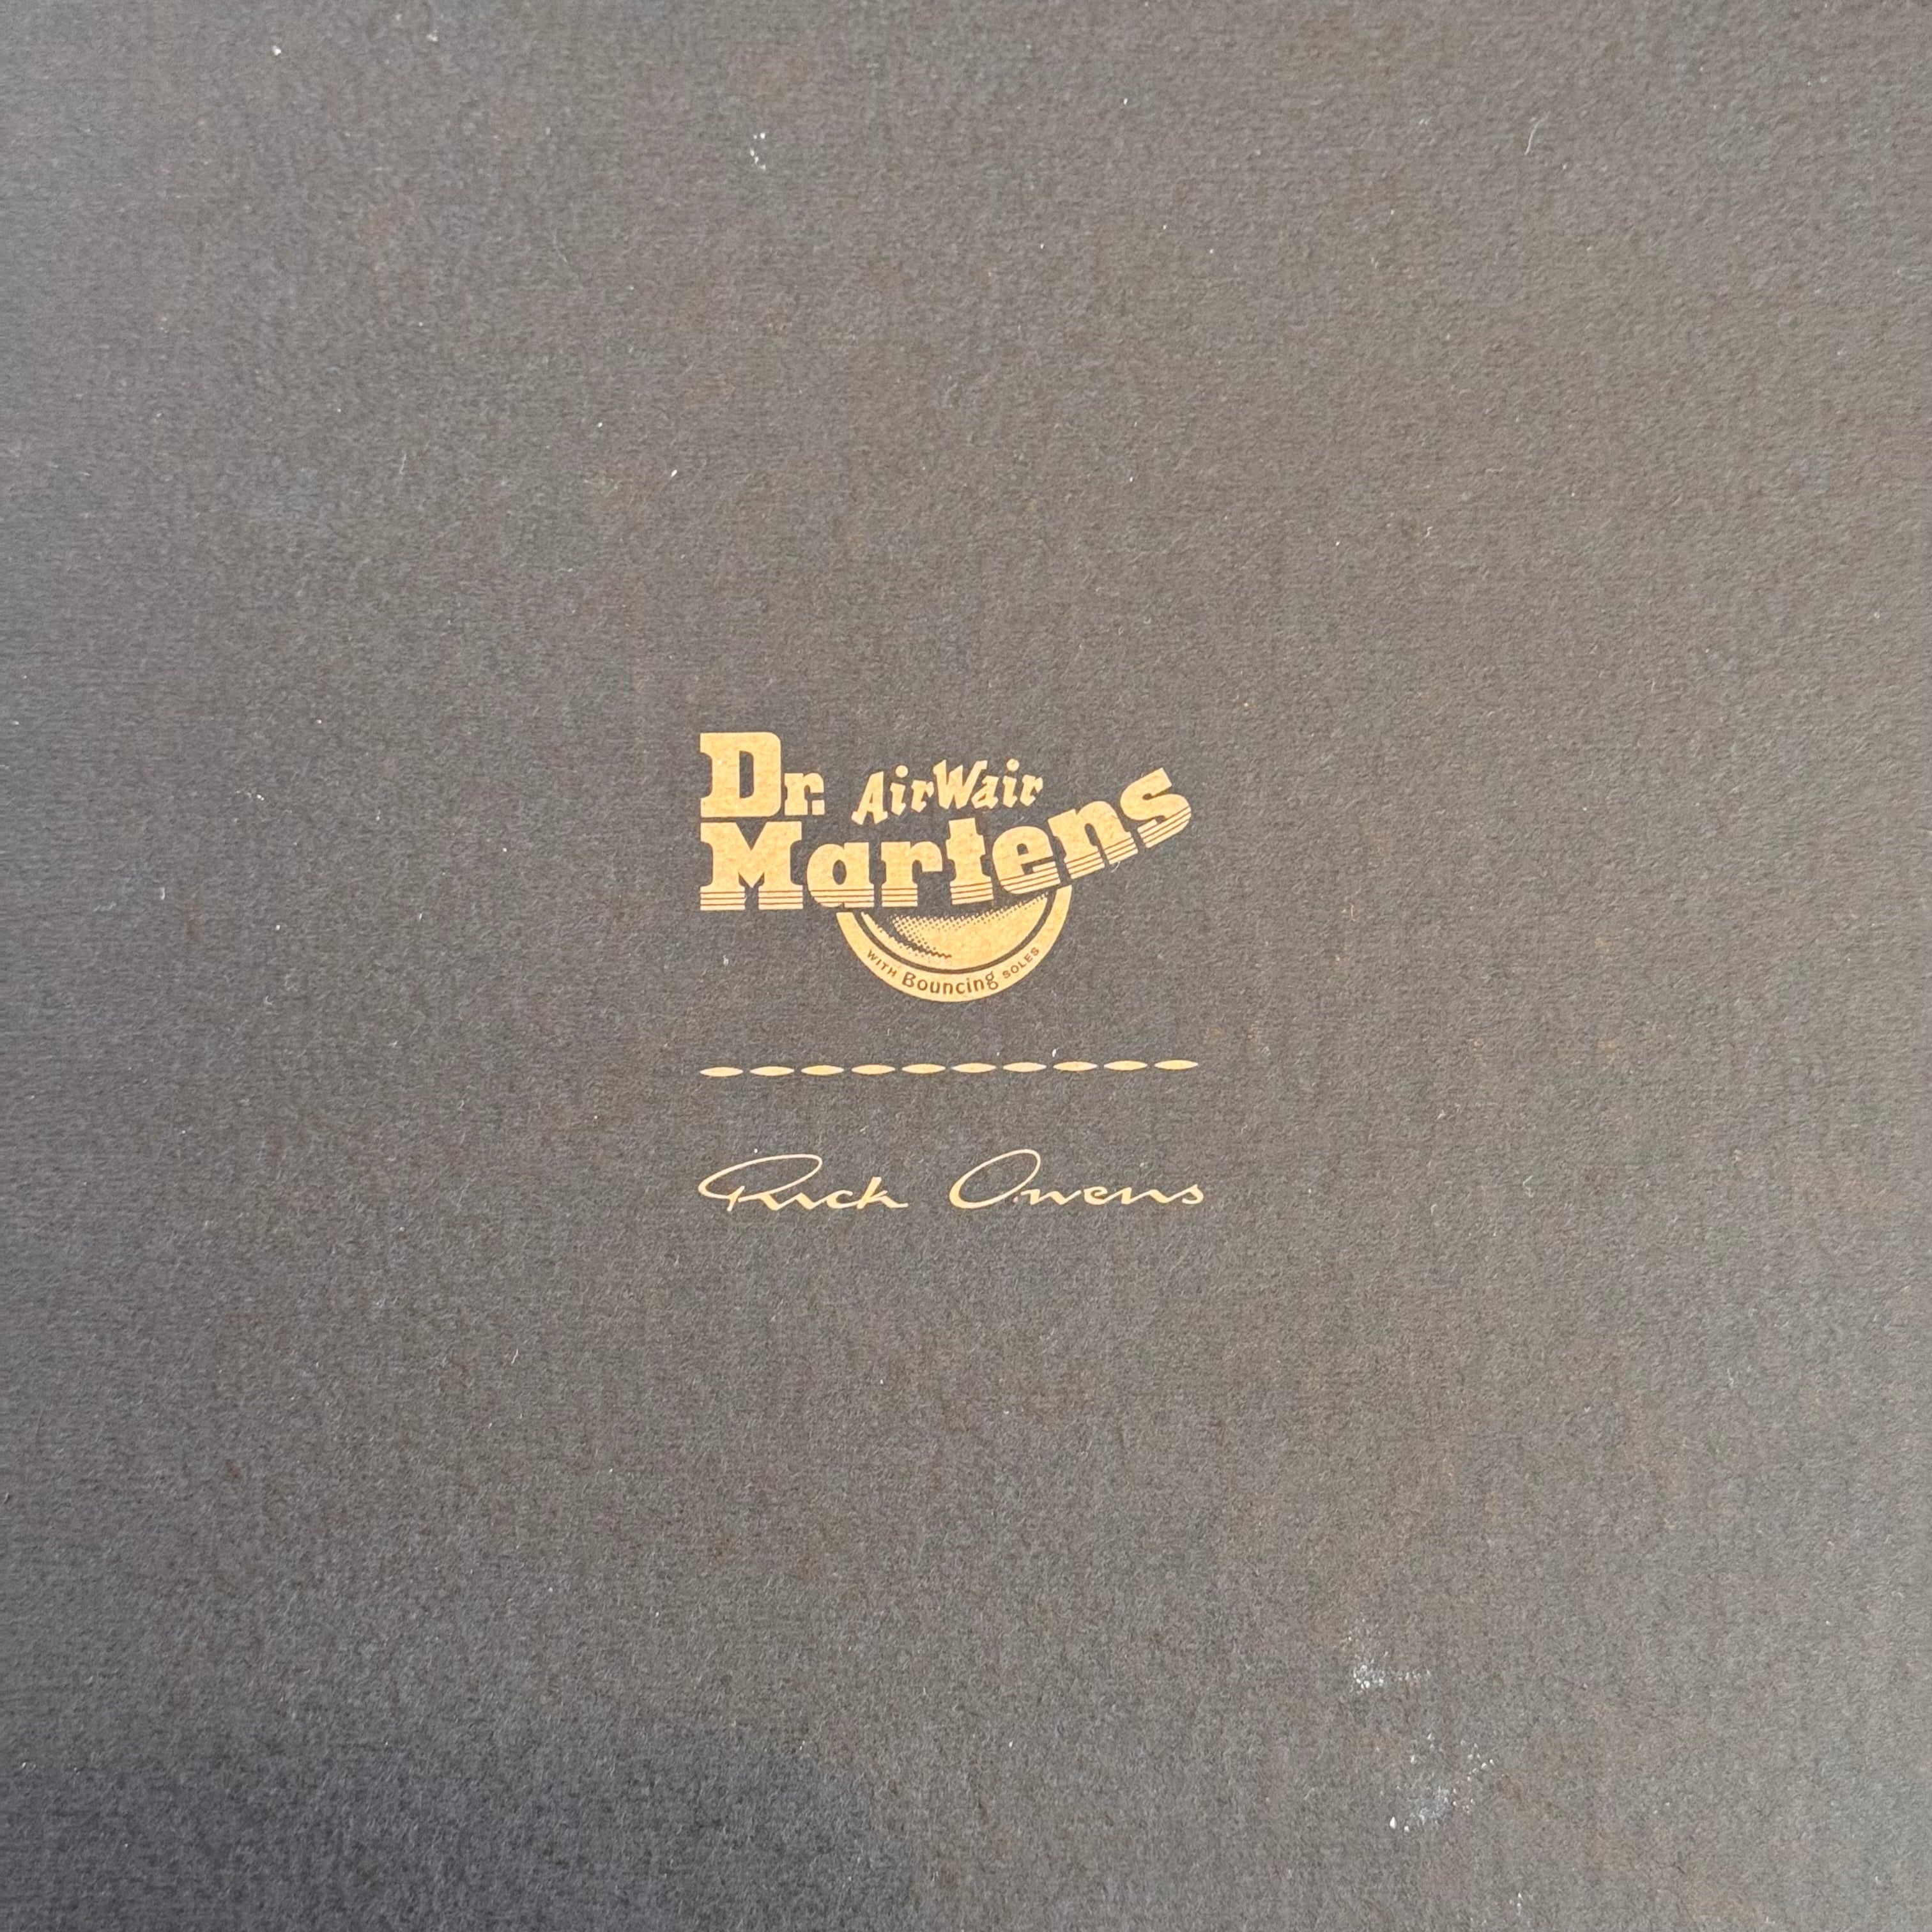 Dr. AirWair
Martens
WITH Bouncing SOLES
Rick Owens